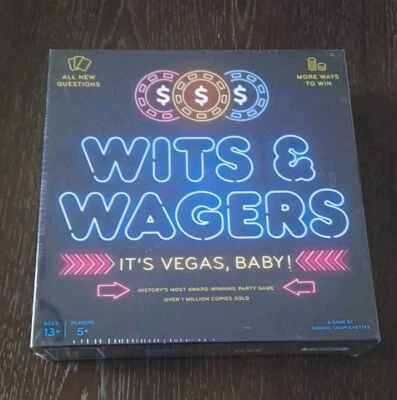 ALL NEW
QUESTIONS
MORE WAYS
TO WIN
$ $ $
WITS &
WAGERS
IT'S VEGAS, BABY!
HISTORY'S MOST AWARD-WINNING PARTY GAME
OVER 1 MILLION COPIES SOLD
AGES
13+
PLAYERS
5+
A GAME BY
DOMINIC CRAPUCHETTES